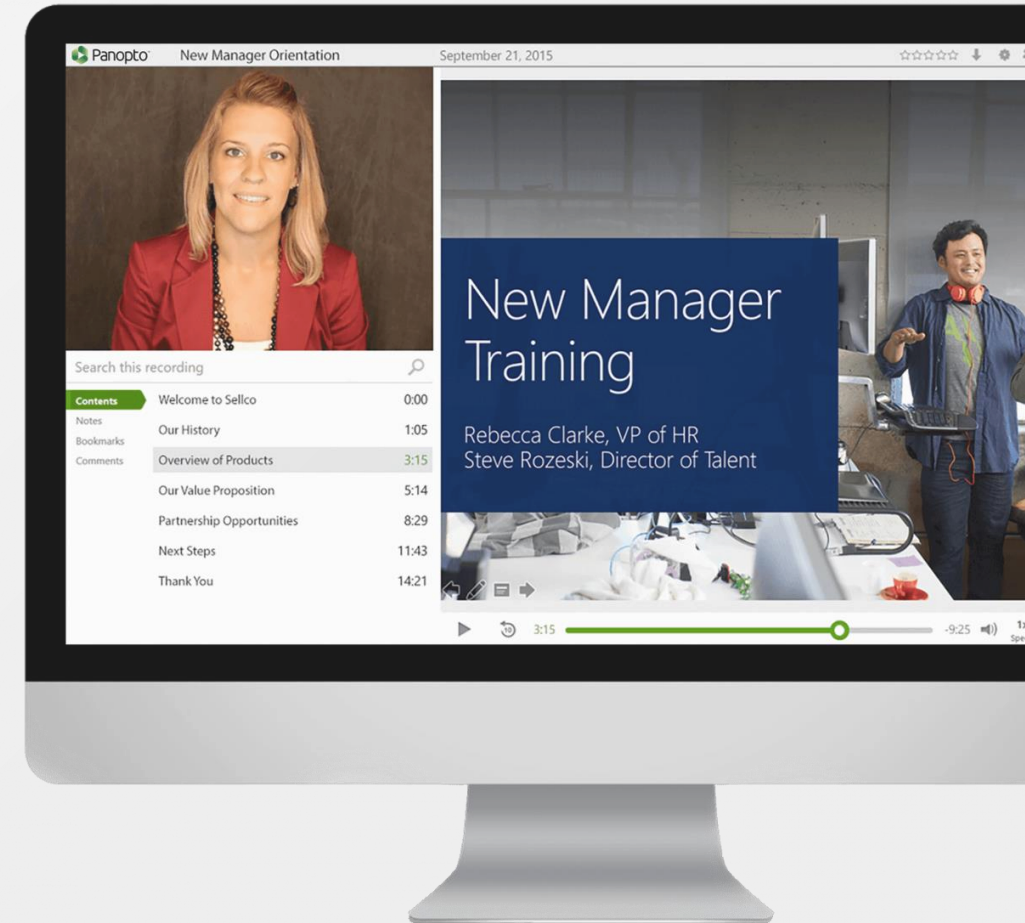 Panopto New Manager Orientation September 21, 2015
Search this recording
Contents
Notes
Bookmarks
Comments
Welcome to Sellco 0:00
Our History 1:05
Overview of Products 3:15
Our Value Proposition 5:14
Partnership Opportunities 8:29
Next Steps 11:43
Thank You 14:21
New Manager
Training
Rebecca Clarke, VP of HR
Steve Rozeski, Director of Talent
10
3:15 -9:25